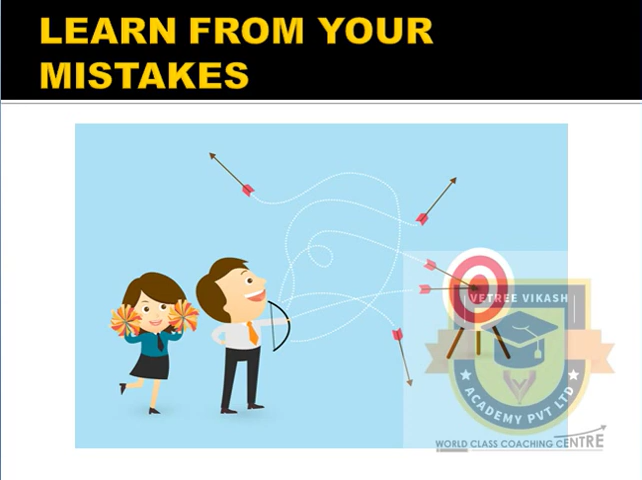 LEARN FROM YOUR
MISTAKES
VETREE VIKASH
ACADEMY PVT LTD
WORLD CLASS COACHING CENTRE